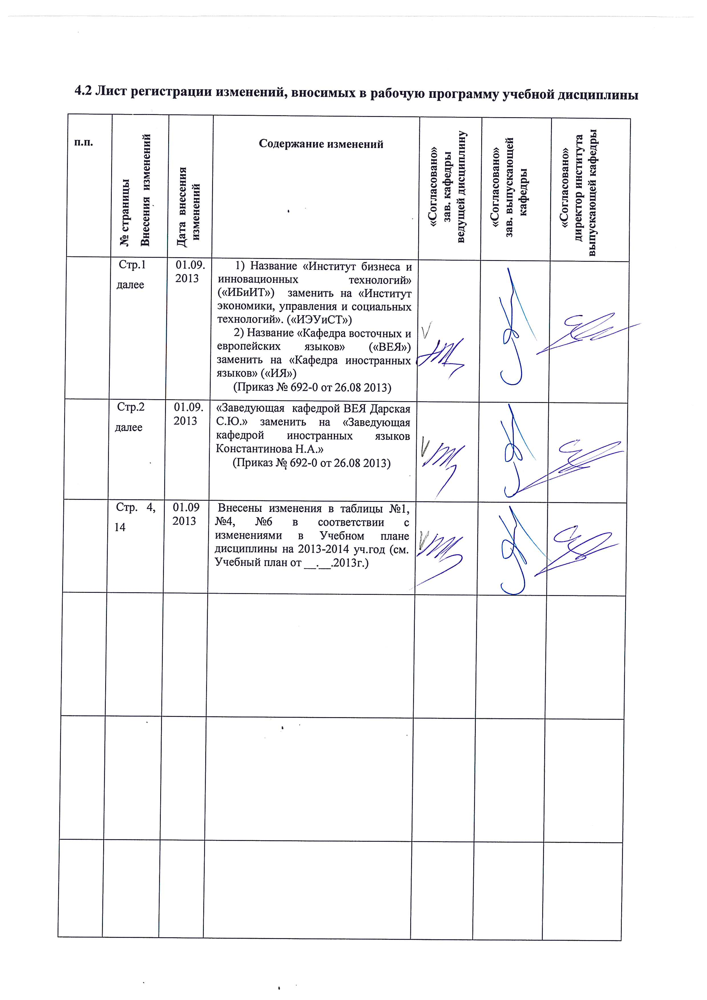 4.2 Лист регистрации изменений, вносимых в рабочую программу учебной дисциплины
п.п.
№ страницы
Внесения изменений
Дата внесения
изменений
Содержание изменений
«Согласовано»
зав. кафедры
ведущей дисциплину
«Согласовано»
зав. выпускающей
кафедры
«Согласовано»
директор института
выпускающей кафедры
Стр.1
далее
01.09.
2013
1) Название «Институт бизнеса и
инновационных технологий»
(«ИБиИТ») заменить на «Институт
экономики, управления и социальных
технологий». («ИЭУиСТ»)
2) Название «Кафедра восточных и
европейских языков» («ВЕЯ»)
заменить на «Кафедра иностранных
языков» («ИЯ»)
(Приказ № 692-0 от 26.08 2013)
Стр.2
далее
01.09.
2013
«Заведующая кафедрой ВЕЯ Дарская
С.Ю.» заменить на «Заведующая
кафедрой иностранных языков
Константинова Н.А.»
(Приказ № 692-0 от 26.08 2013)
Стр. 4,
14
01.09
2013
Внесены изменения в таблицы №1,
№4, №6 в соответствии с
изменениями в Учебном плане
дисциплины на 2013-2014 уч.год (см.
Учебный план от __.__.2013г.)